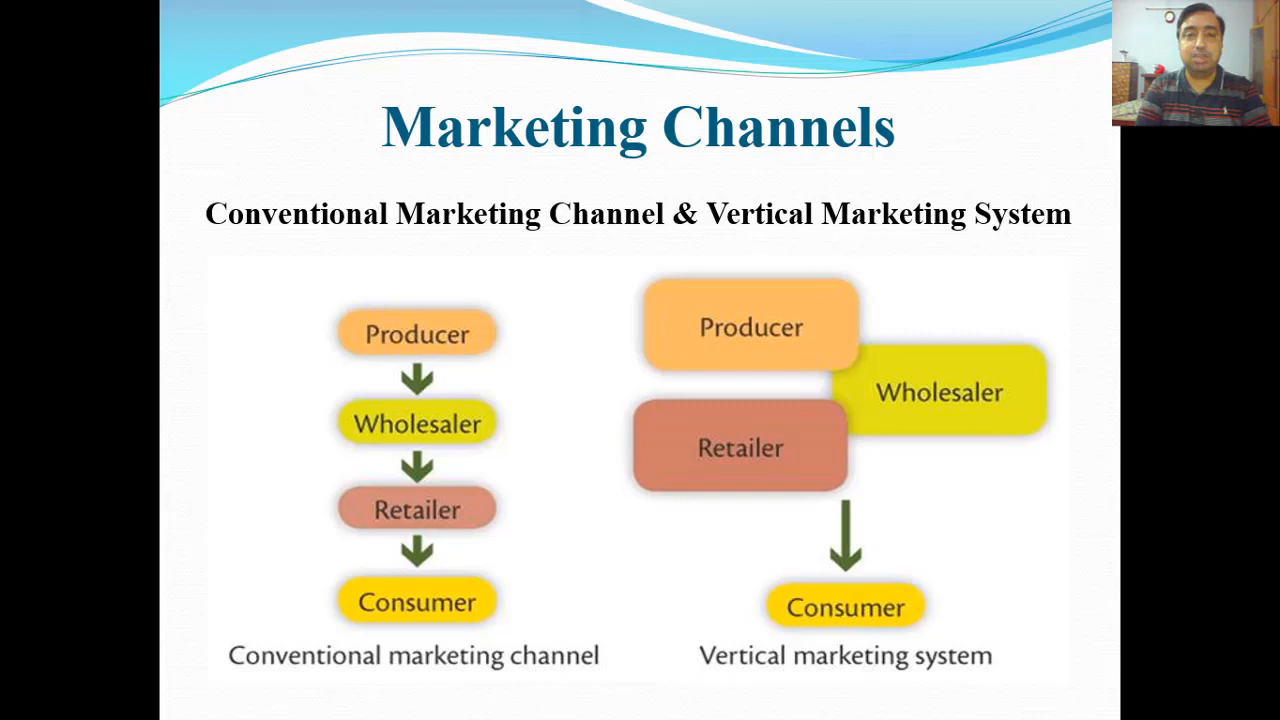 Marketing Channels
Conventional Marketing Channel & Vertical Marketing System
Producer
Wholesaler
Retailer
Consumer
Conventional marketing channel
Producer
Wholesaler
Retailer
Consumer
Vertical marketing system